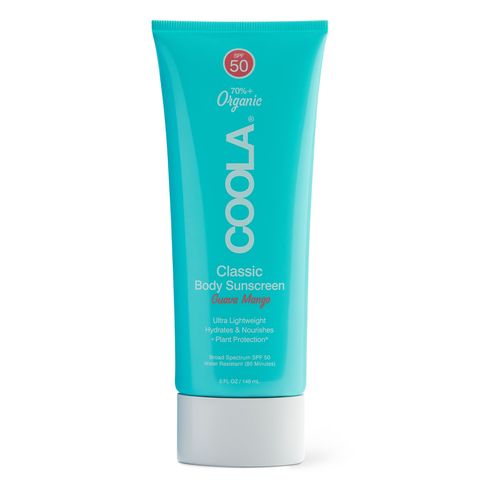 SPF
50
70%+
Organic
COOLA®
Classic
Body Sunscreen
Guava Mango
Ultra Lightweight
Hydrates & Nourishes
+ Plant Protection®
Broad Spectrum SPF 50
Water Resistant (80 Minutes)
5 FL OZ / 148 mL